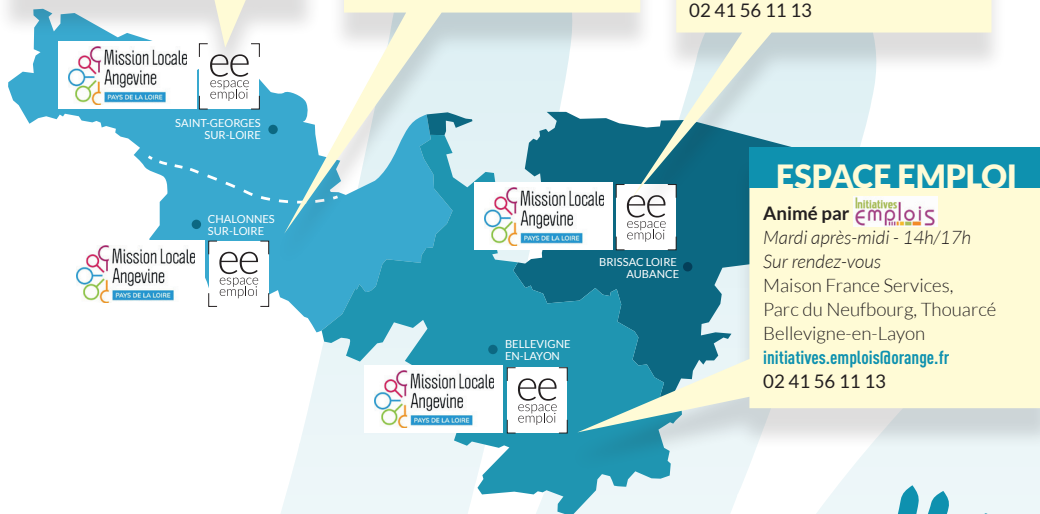 02 41 56 11 13
Mission Locale
Angevine
PAYS DE LA LOIRE
ee
espace
emploi
SAINT-GEORGES
SUR-LOIRE
CHALONNES
SUR-LOIRE
Mission Locale
Angevine
PAYS DE LA LOIRE
ee
espace
emploi
Mission Locale
Angevine
PAYS DE LA LOIRE
ee
espace
emploi
BRISSAC LOIRE
AUBANCE
BELLEVIGNE
EN-LAYON
Mission Locale
Angevine
PAYS DE LA LOIRE
ee
espace
emploi
ESPACE EMPLOI
Animé par Initiatives Emplois
Mardi après-midi - 14h/17h
Sur rendez-vous
Maison France Services,
Parc du Neufbourg, Thouarcé
Bellevigne-en-Layon
initiatives.emplois@orange.fr
02 41 56 11 13